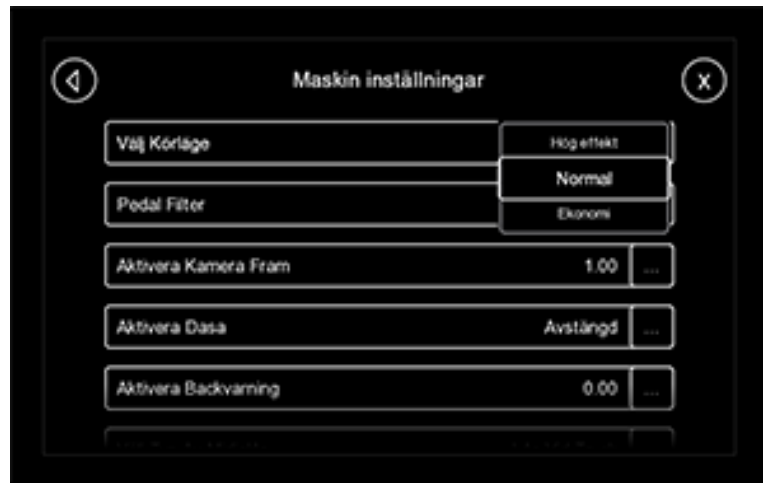 Maskin inställningar
X
Välj Körläge
Hög effekt
Normal
Pedal Filter
Ekonomi
Aktivera Kamera Fram 1.00 ...
Aktivera Dasa Avstängd ...
Aktivera Backvarning 0.00 ...